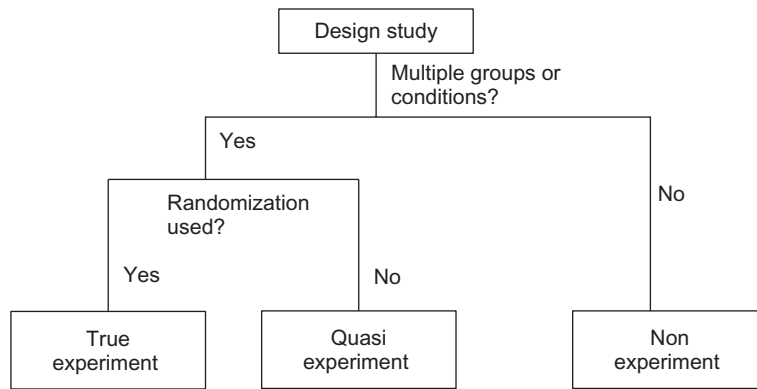 Design study
Multiple groups or
conditions?
Yes
No
Randomization
used?
Yes
No
True
experiment
Quasi
experiment
Non
experiment